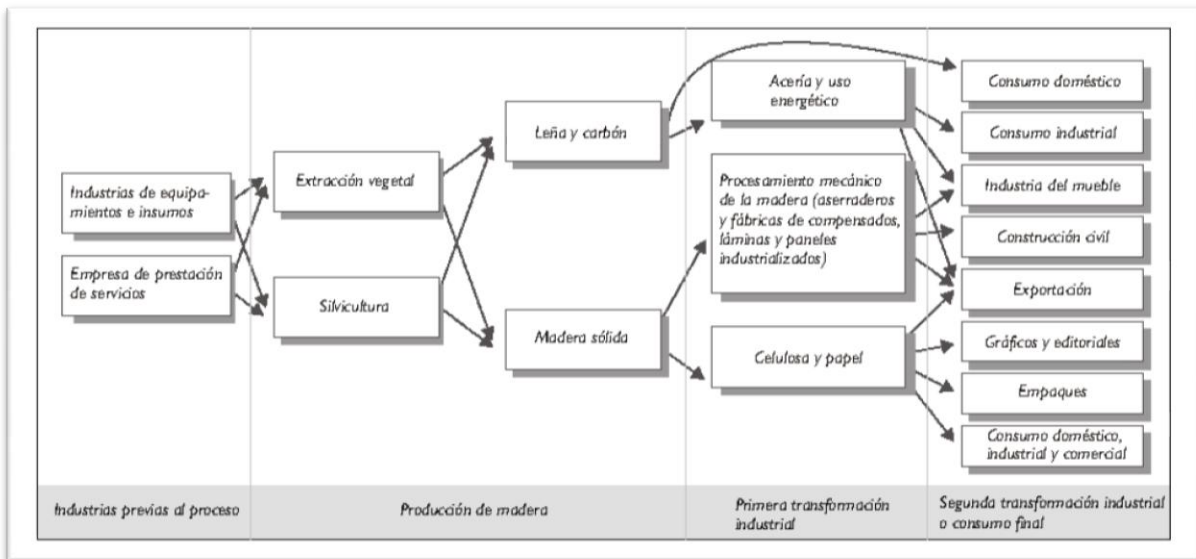 Industrias de equipa-
mientos e insumos
Empresa de prestación
de servicios
Extracción vegetal
Silvicultura
Leña y carbón
Madera sólida
Acería y uso
energético
Procesamiento mecánico
de la madera (aserraderos
y fábricas de compensados,
láminas y paneles
industrializados)
Celulosa y papel
Consumo doméstico
Consumo industrial
Industria del mueble
Construcción civil
Exportación
Gráficos y editoriales
Empaques
Consumo doméstico,
industrial y comercial
Industrias previas al proceso
Producción de madera
Primera transformación
industrial
Segunda transformación industrial
o consumo final